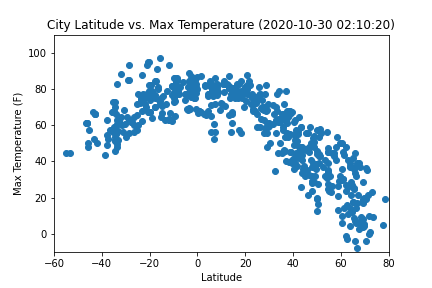 City Latitude vs. Max Temperature (2020-10-30 02:10:20)
100
80
60
40
20
0
Max Temperature (F)
−60 −40 −20 0 20 40 60 80
Latitude